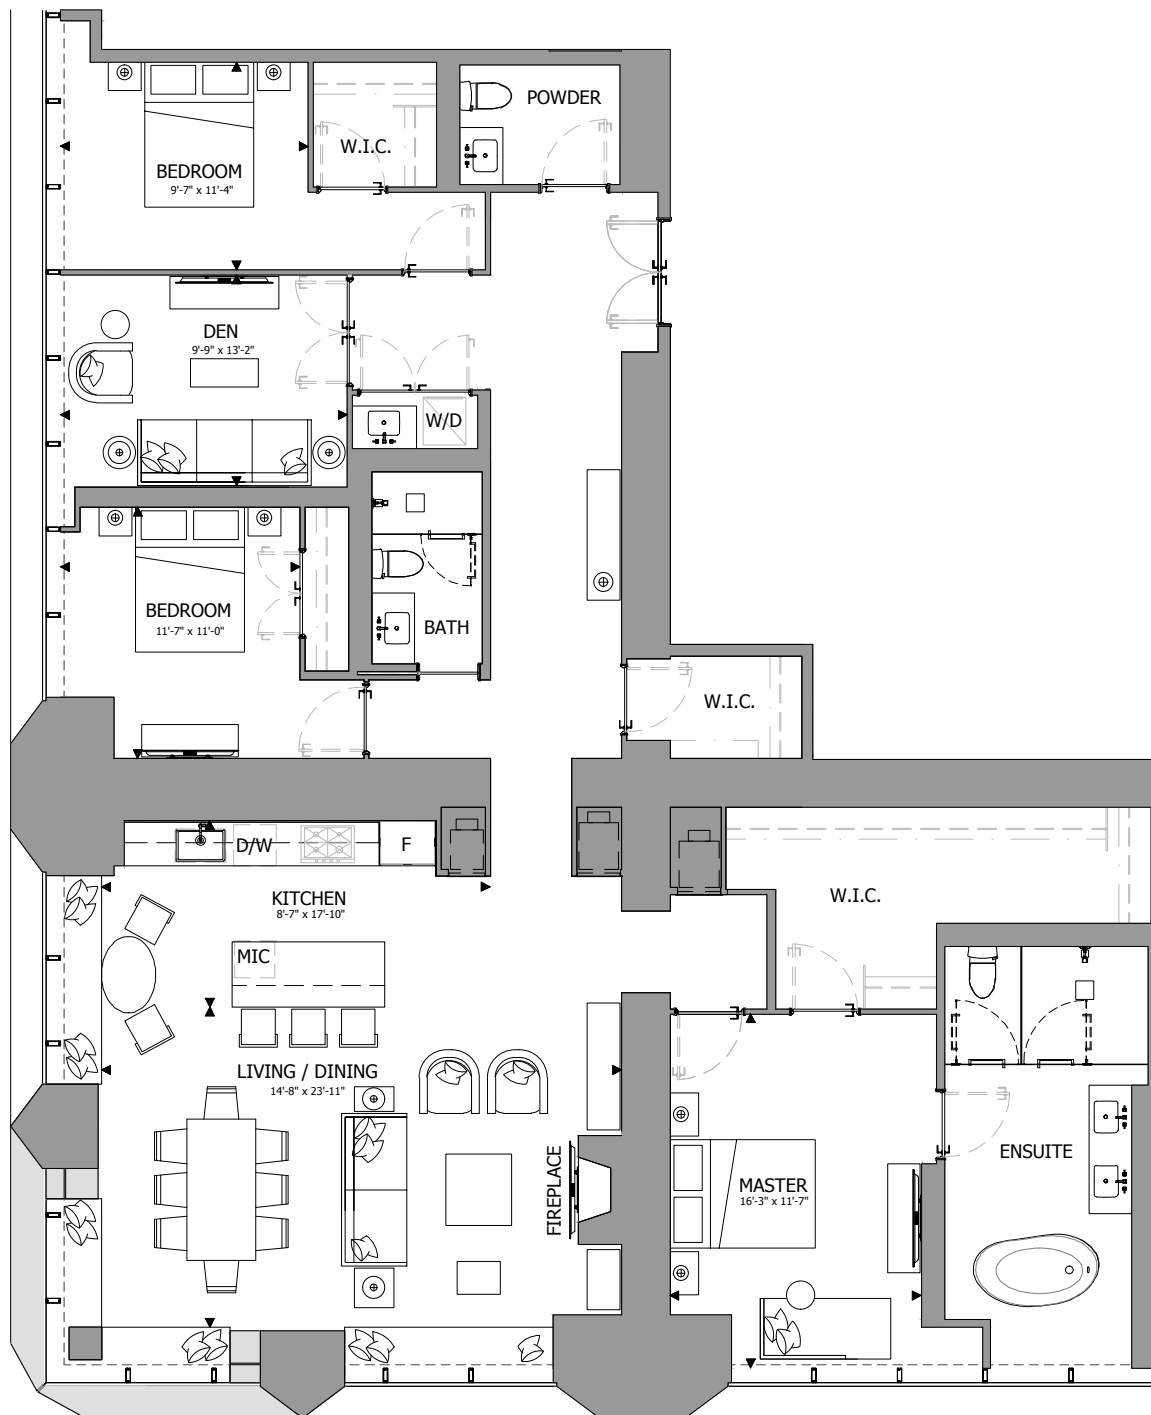 POWDER
W.I.C.
BEDROOM
9'-7" x 11'-4"
DEN
9'-9" x 13'-2"
W/D
BEDROOM
11'-7" x 11'-0"
BATH
W.I.C.
D/W
F
KITCHEN
8'-7" x 17'-10"
W.I.C.
MIC
LIVING / DINING
14'-8" x 23'-11"
FIREPLACE
MASTER
16'-3" x 11'-7"
ENSUITE